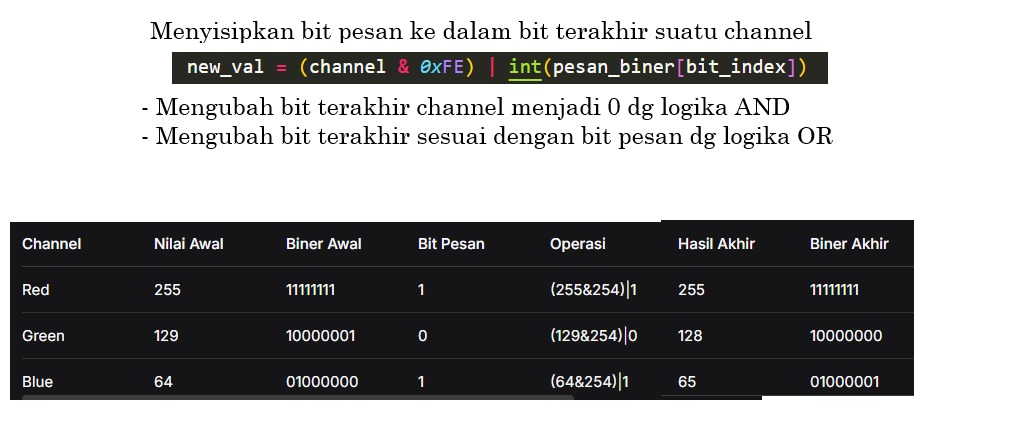 Menyisipkan bit pesan ke dalam bit terakhir suatu channel
new_val = (channel & 0xFE) | int(pesan_biner[bit_index])
- Mengubah bit terakhir channel menjadi 0 dg logika AND
- Mengubah bit terakhir sesuai dengan bit pesan dg logika OR
Channel Nilai Awal Biner Awal Bit Pesan Operasi Hasil Akhir Biner Akhir
Red 255 11111111 1 (255&254)|1 255 11111111
Green 129 10000001 0 (129&254)|0 128 10000000
Blue 64 01000000 1 (64&254)|1 65 01000001